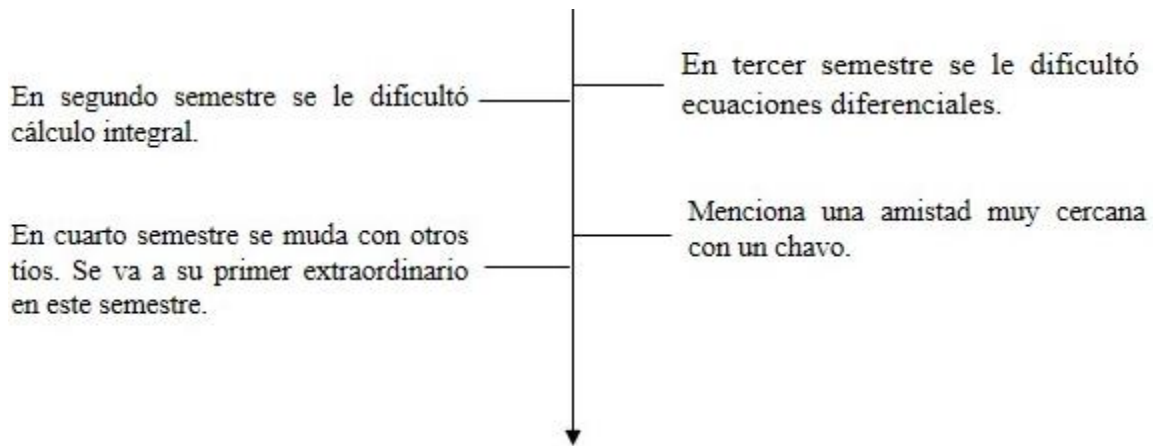 En segundo semestre se le dificultó
cálculo integral.
En tercer semestre se le dificultó
ecuaciones diferenciales.
En cuarto semestre se muda con otros
tíos. Se va a su primer extraordinario
en este semestre.
Menciona una amistad muy cercana
con un chavo.